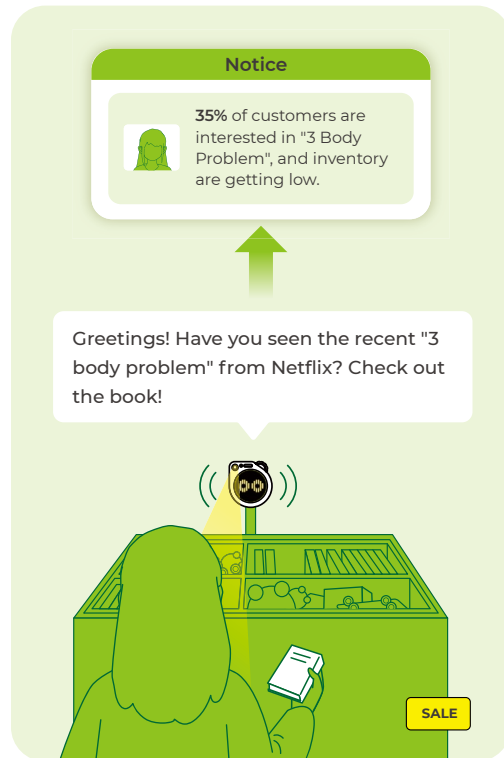 Notice
35% of customers are
interested in "3 Body
Problem", and inventory
are getting low.
Greetings! Have you seen the recent "3
body problem" from Netflix? Check out
the book!
SALE